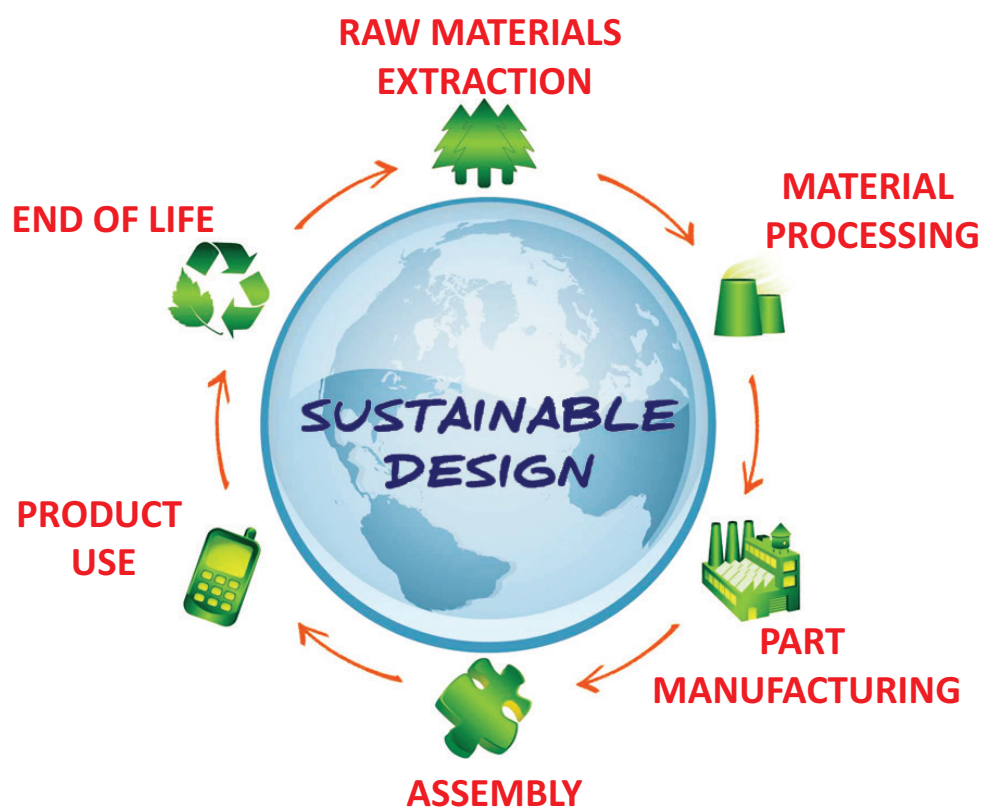 RAW MATERIALS
EXTRACTION
MATERIAL
PROCESSING
END OF LIFE
SUSTAINABLE
DESIGN
PRODUCT
USE
PART
MANUFACTURING
ASSEMBLY